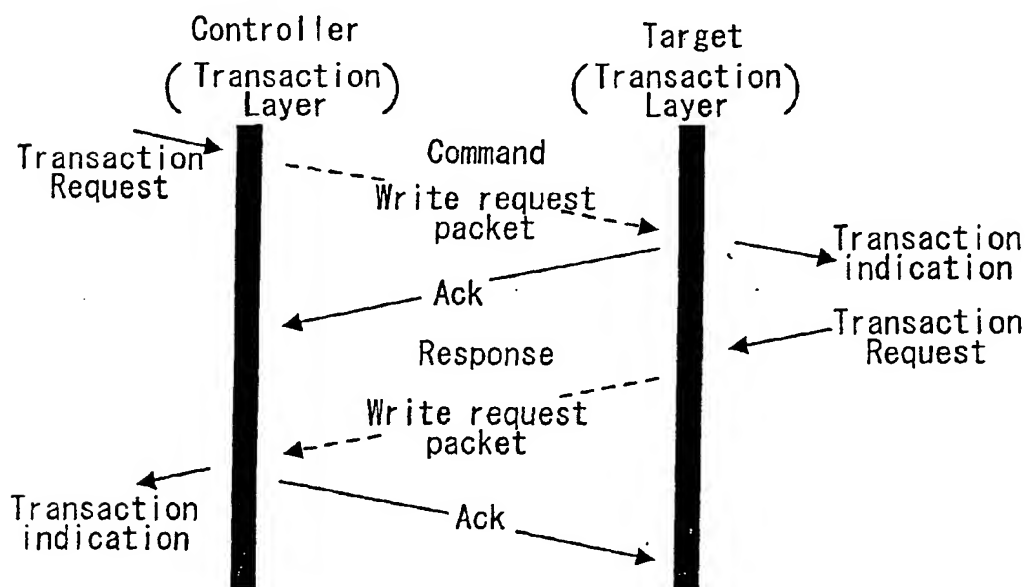 Controller
(Transaction
Layer)
Target
(Transaction
Layer)
Transaction
Request
Command
Write request
packet
Transaction
indication
Ack
Transaction
Request
Response
Write request
packet
Transaction
indication
Ack